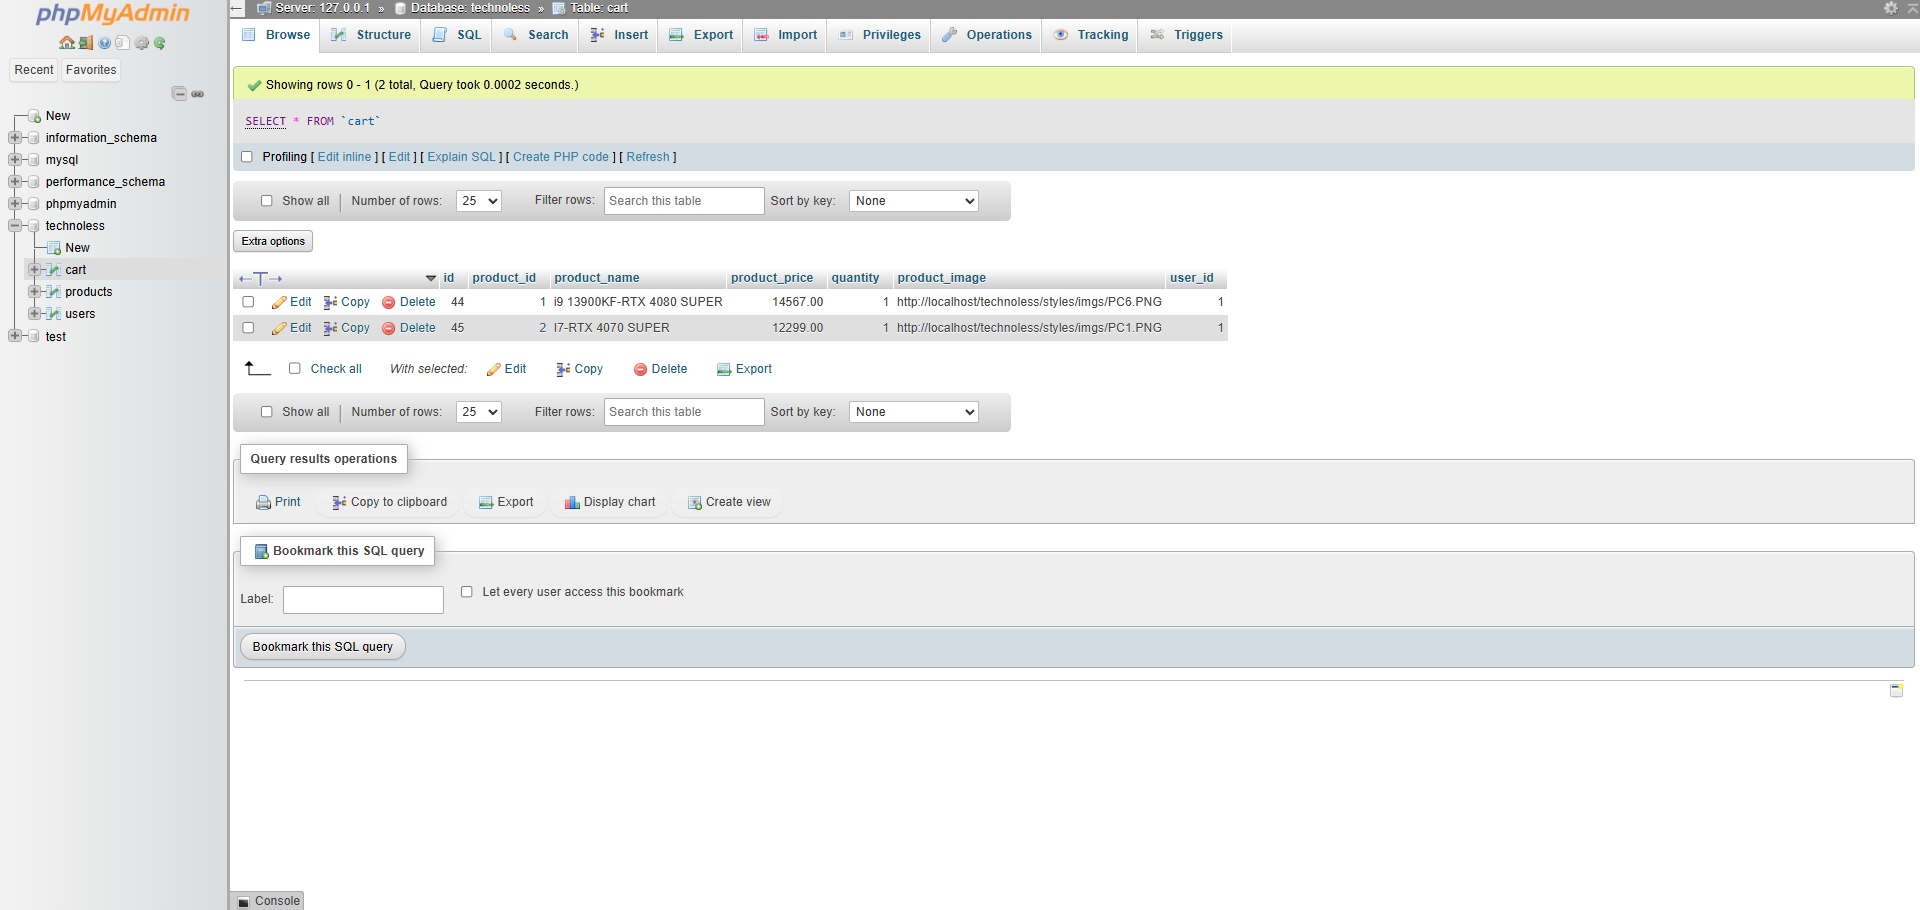 phpMyAdmin
Recent Favorites
New
information_schema
mysql
performance_schema
phpmyadmin
technoless
New
cart
products
users
test
Server: 127.0.0.1 » Database: technoless » Table: cart
Browse Structure SQL Search Insert Export Import Privileges Operations Tracking Triggers
Showing rows 0 - 1 (2 total, Query took 0.0002 seconds.)
SELECT * FROM `cart`
Profiling [ Edit inline ] [ Edit ] [ Explain SQL ] [ Create PHP code ] [ Refresh ]
Show all Number of rows: 25 Filter rows: Search this table Sort by key: None
Extra options
id product_id product_name product_price quantity product_image user_id
Edit Copy Delete 44 1 i9 13900KF-RTX 4080 SUPER 14567.00 1 http://localhost/technoless/styles/imgs/PC6.PNG 1
Edit Copy Delete 45 2 I7-RTX 4070 SUPER 12299.00 1 http://localhost/technoless/styles/imgs/PC1.PNG 1
Check all With selected: Edit Copy Delete Export
Show all Number of rows: 25 Filter rows: Search this table Sort by key: None
Query results operations
Print Copy to clipboard Export Display chart Create view
Bookmark this SQL query
Label: Let every user access this bookmark
Bookmark this SQL query
Console